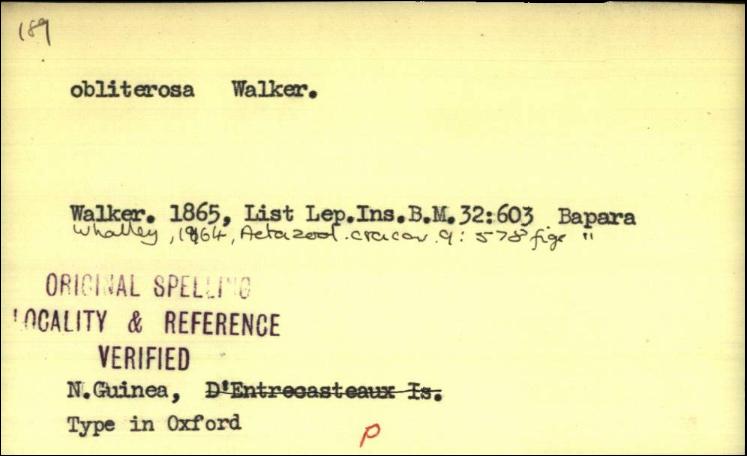 189
obliterosa Walker.
Walker. 1865, List Lep.Ins.B.M.32:603 Bapara
Whalley, 1964, Acta zool. cracov. 9: 578 figs "
ORIGINAL SPELLING
LOCALITY & REFERENCE
VERIFIED
N.Guinea, D'Entrecasteaux Is.
Type in Oxford
p